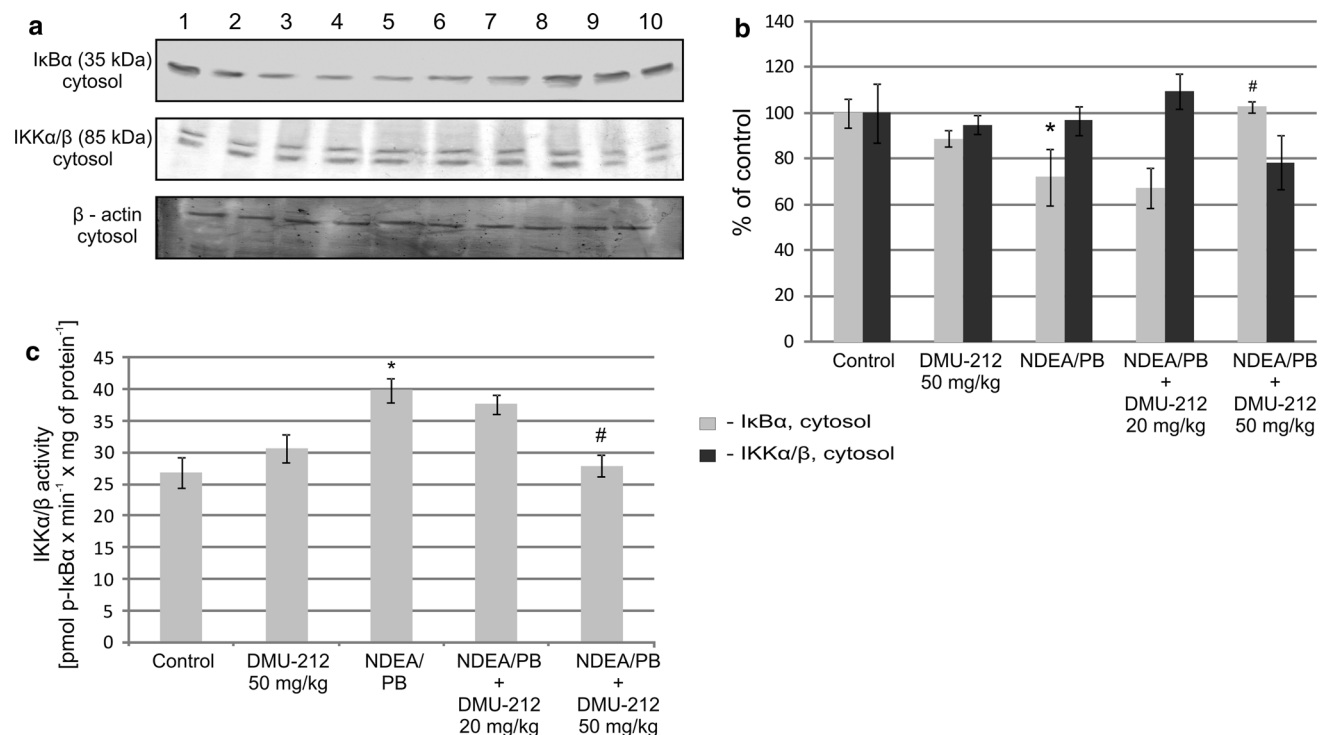 a
1 2 3 4 5 6 7 8 9 10
IκBα (35 kDa)
cytosol
IKKα/β (85 kDa)
cytosol
β - actin
cytosol
b
% of control
140
120
100
80
60
40
20
0
*
#
Control
DMU-212
50 mg/kg
NDEA/PB
NDEA/PB
+
DMU-212
20 mg/kg
NDEA/PB
+
DMU-212
50 mg/kg
- IκBα, cytosol
- IKKα/β, cytosol
c
IKKα/β activity
[pmol p-IκBα x min⁻¹ x mg of protein⁻¹]
45
40
35
30
25
20
15
10
5
0
*
#
Control
DMU-212
50 mg/kg
NDEA/
PB
NDEA/PB
+
DMU-212
20 mg/kg
NDEA/PB
+
DMU-212
50 mg/kg